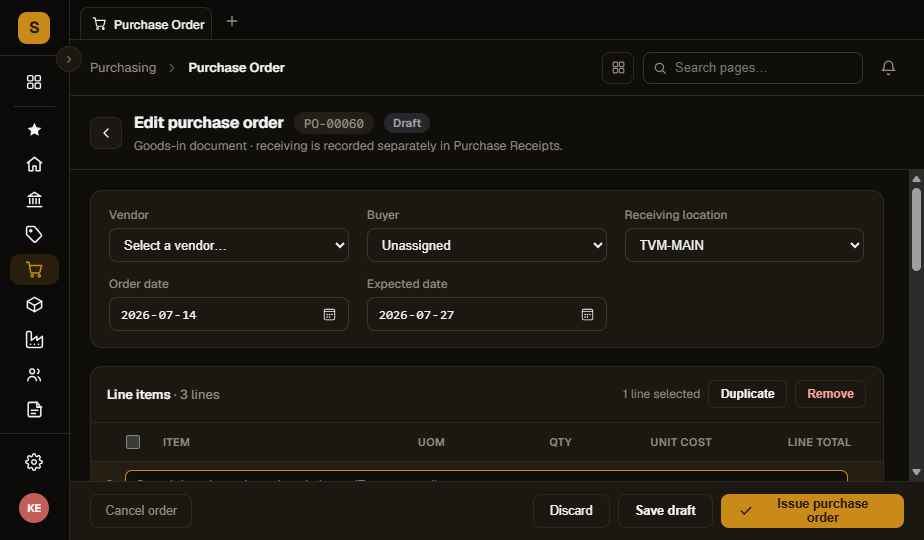 S
Purchase Order
Purchasing
Purchase Order
Search pages...
Edit purchase order
PO-00060
Draft
Goods-in document · receiving is recorded separately in Purchase Receipts.
Vendor
Buyer
Receiving location
Select a vendor...
Unassigned
TVM-MAIN
Order date
Expected date
2026-07-14
2026-07-27
Line items · 3 lines
1 line selected
Duplicate
Remove
ITEM
UOM
QTY
UNIT COST
LINE TOTAL
KE
Cancel order
Discard
Save draft
Issue purchase
order